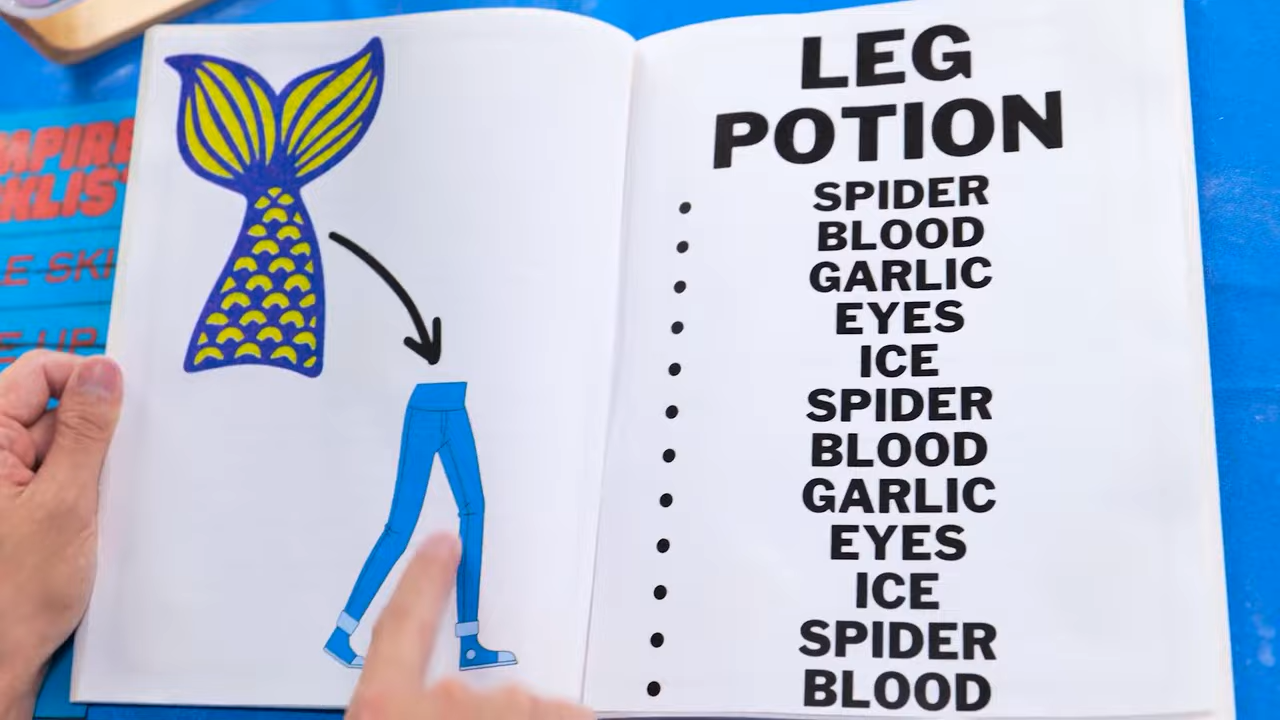 LEG
POTION
• SPIDER
• BLOOD
• GARLIC
• EYES
• ICE
• SPIDER
• BLOOD
• GARLIC
• EYES
• ICE
• SPIDER
• BLOOD